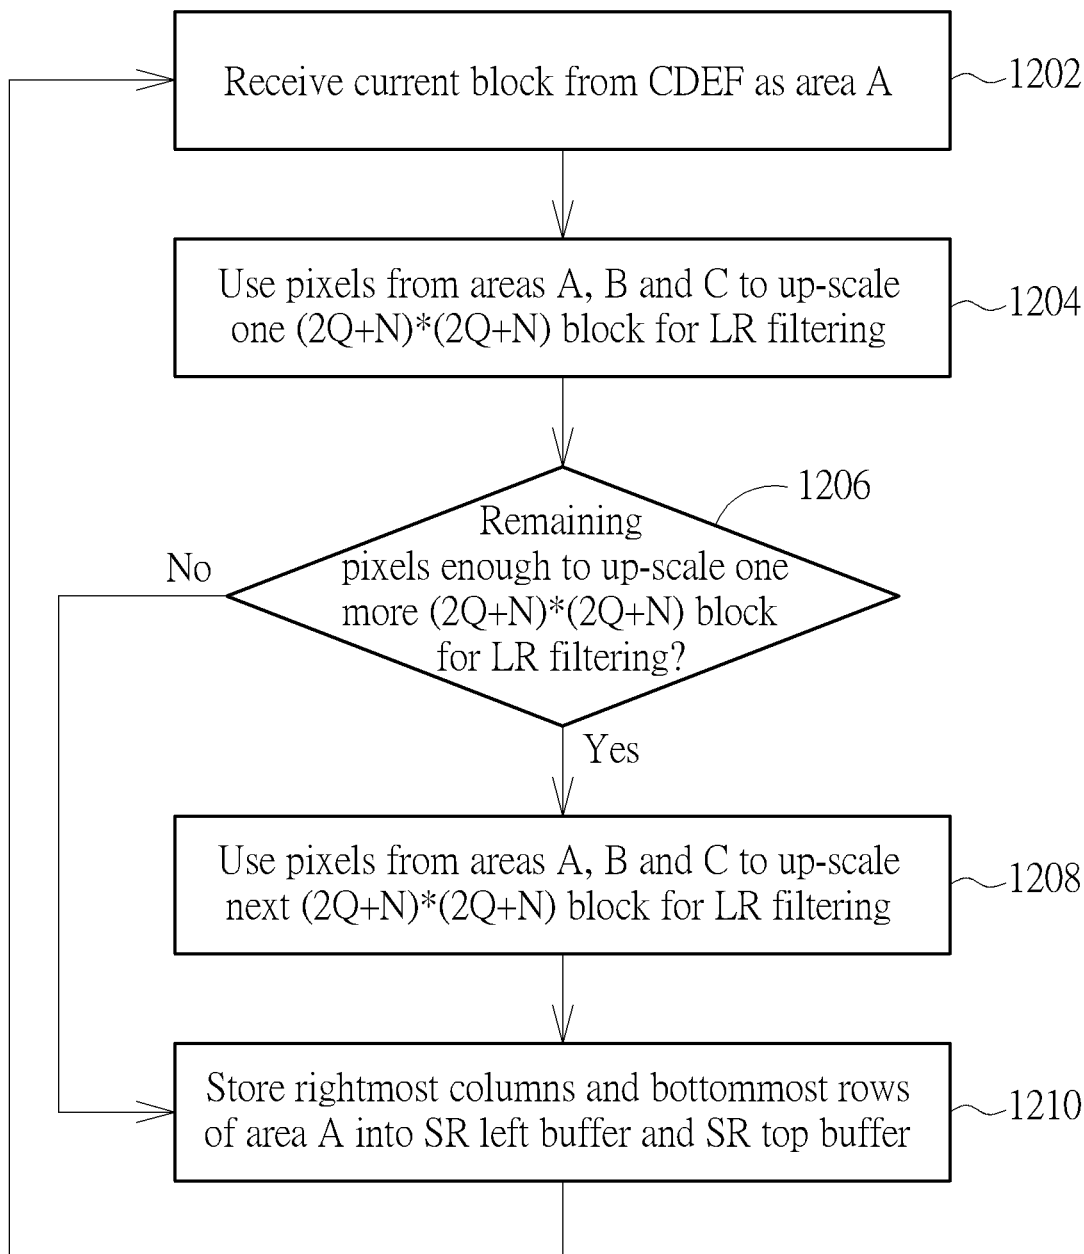 Receive current block from CDEF as area A
1202
Use pixels from areas A, B and C to up-scale
one (2Q+N)*(2Q+N) block for LR filtering
1204
1206
Remaining
pixels enough to up-scale one
more (2Q+N)*(2Q+N) block
for LR filtering?
No
Yes
Use pixels from areas A, B and C to up-scale
next (2Q+N)*(2Q+N) block for LR filtering
1208
Store rightmost columns and bottommost rows
of area A into SR left buffer and SR top buffer
1210